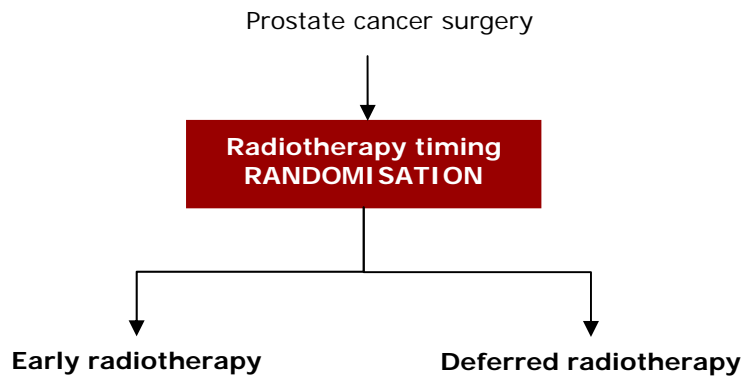 Prostate cancer surgery
Radiotherapy timing
RANDOMISATION
Early radiotherapy
Deferred radiotherapy